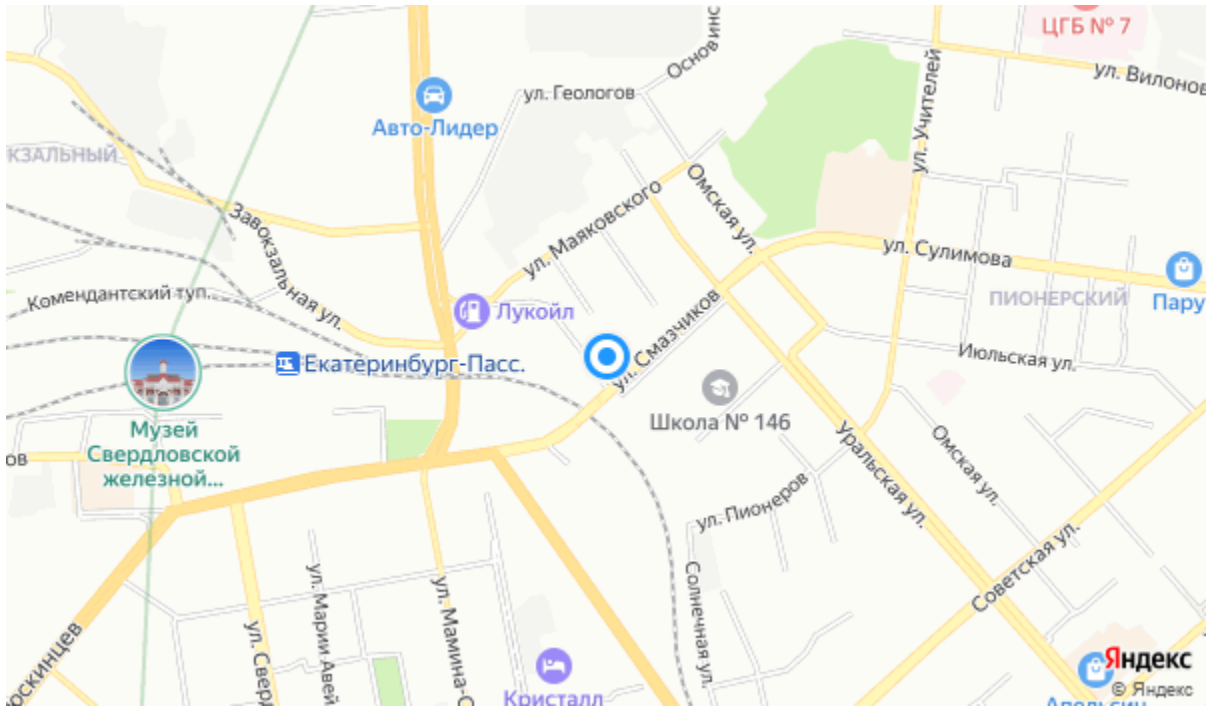 ЦГБ № 7
Основинс
ул. Вилонов
ул. Геологов
Авто-Лидер
ул. Учителей
КЗАЛЬНЫЙ
Омская ул.
ул. Маяковского
Завокзальная ул.
ул. Сулимова
Комендантский туп.
ПИОНЕРСКИЙ
Пару
Лукойл
ул. Смазчиков
Июльская ул.
Екатеринбург-Пасс.
Школа № 146
Музей
Свердловской
железной...
ов
Уральская ул.
Омская ул.
ул. Пионеров
Советская ул.
Солнечная ул.
ул. Марии Авей
ул. Мамина-С
ул. Сверд
оскинцев
Кристалл
Яндекс
© Яндекс
Апельсин